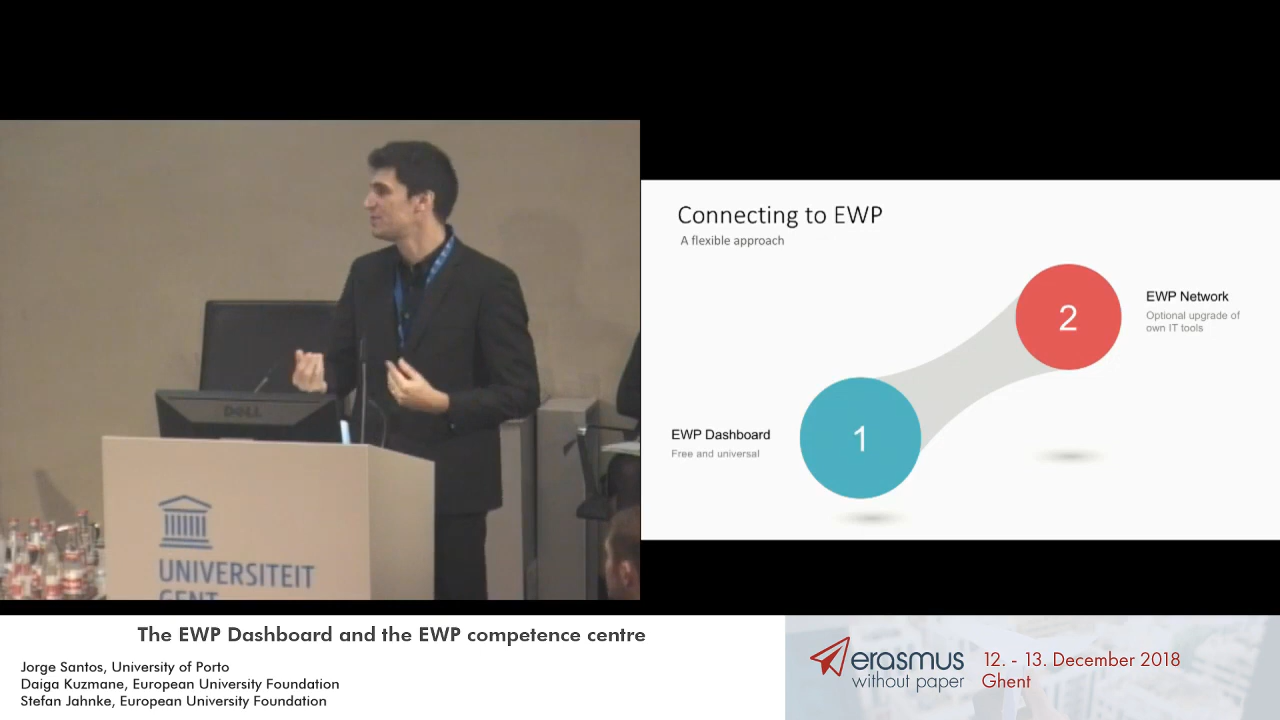 DELL
UNIVERSITEIT
GENT
Connecting to EWP
A flexible approach
2
EWP Network
Optional upgrade of
own IT tools
1
EWP Dashboard
Free and universal
The EWP Dashboard and the EWP competence centre
Jorge Santos, University of Porto
Daiga Kuzmane, European University Foundation
Stefan Jahnke, European University Foundation
erasmus
without paper
12. - 13. December 2018
Ghent